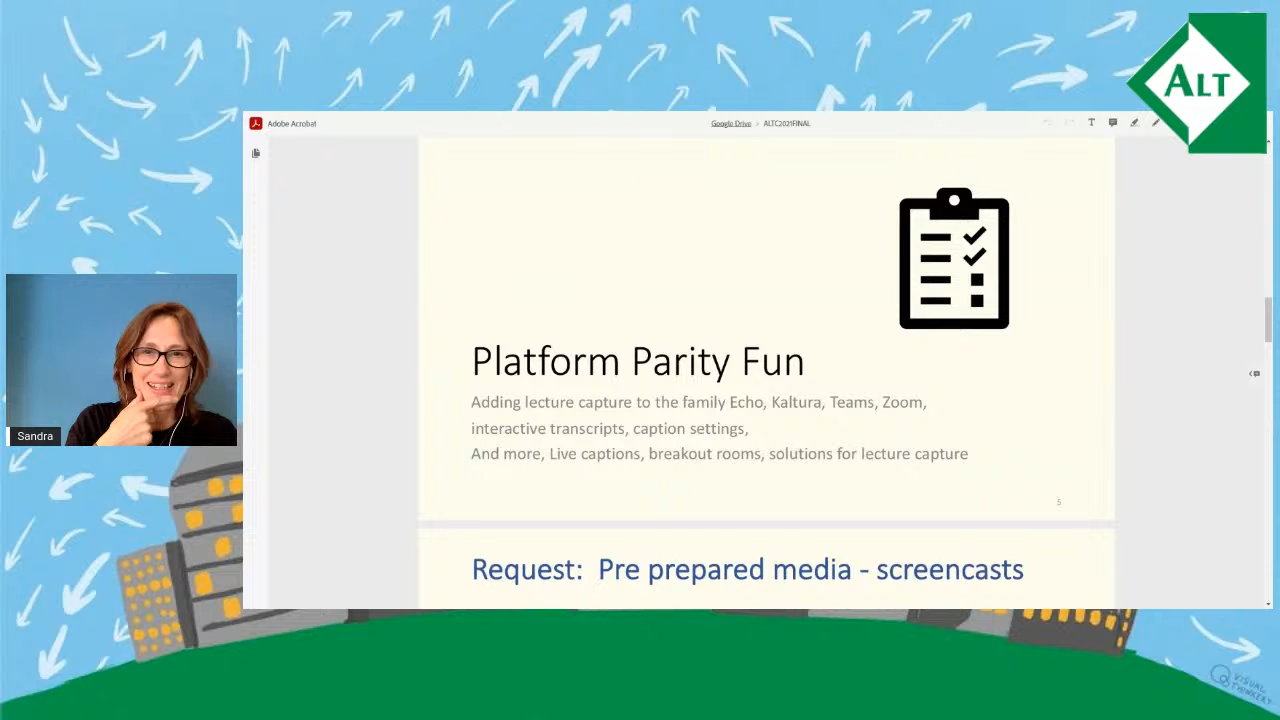 ALT
Adobe Acrobat
Google Drive › ALTC2021FINAL
T
Platform Parity Fun
Adding lecture capture to the family Echo, Kaltura, Teams, Zoom,
interactive transcripts, caption settings,
And more, Live captions, breakout rooms, solutions for lecture capture
5
Sandra
Request: Pre prepared media - screencasts
VISUAL
THINKERY